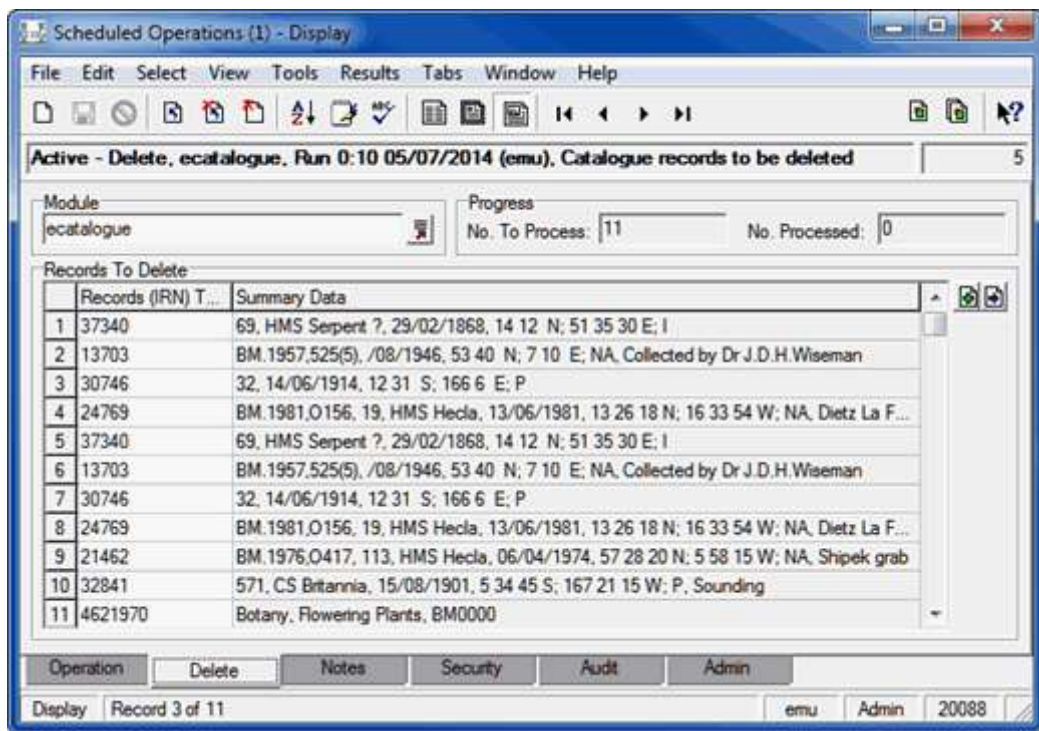 Scheduled Operations (1) - Display
File Edit Select View Tools Results Tabs Window Help
Active - Delete, ecatalogue, Run 0:10 05/07/2014 (emu), Catalogue records to be deleted 5
Module
ecatalogue
Progress
No. To Process: 11 No. Processed: 0
Records To Delete
Records (IRN) T... Summary Data
1 37340 69, HMS Serpent ?, 29/02/1868, 14 12 N; 51 35 30 E; I
2 13703 BM.1957,525(5), /08/1946, 53 40 N; 7 10 E; NA, Collected by Dr J.D.H.Wiseman
3 30746 32, 14/06/1914, 12 31 S; 166 6 E; P
4 24769 BM.1981,O156, 19, HMS Hecla, 13/06/1981, 13 26 18 N; 16 33 54 W; NA, Dietz La F...
5 37340 69, HMS Serpent ?, 29/02/1868, 14 12 N; 51 35 30 E; I
6 13703 BM.1957,525(5), /08/1946, 53 40 N; 7 10 E; NA, Collected by Dr J.D.H.Wiseman
7 30746 32, 14/06/1914, 12 31 S; 166 6 E; P
8 24769 BM.1981,O156, 19, HMS Hecla, 13/06/1981, 13 26 18 N; 16 33 54 W; NA, Dietz La F...
9 21462 BM.1976,O417, 113, HMS Hecla, 06/04/1974, 57 28 20 N; 5 58 15 W; NA, Shipek grab
10 32841 571, CS Britannia, 15/08/1901, 5 34 45 S; 167 21 15 W; P, Sounding
11 4621970 Botany, Flowering Plants, BM0000
Operation Delete Notes Security Audit Admin
Display Record 3 of 11 emu Admin 20088